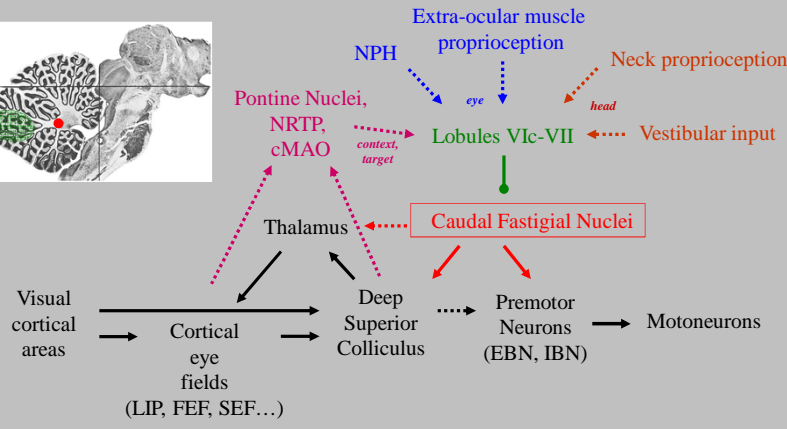 Extra-ocular muscle
proprioception
NPH
Neck proprioception
eye
head
Pontine Nuclei,
NRTP,
cMAO
context,
target
Lobules VIc-VII
Vestibular input
Caudal Fastigial Nuclei
Thalamus
Visual
cortical
areas
Cortical
eye
fields
(LIP, FEF, SEF…)
Deep
Superior
Colliculus
Premotor
Neurons
(EBN, IBN)
Motoneurons